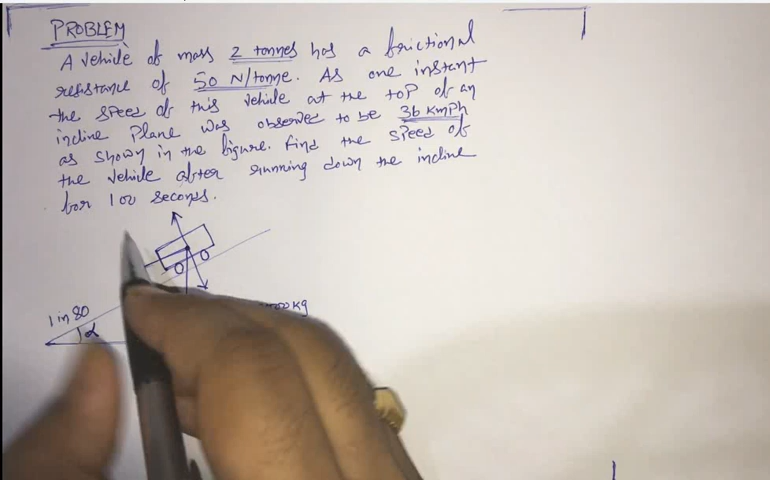 PROBLEM
A vehicle of mass 2 tonnes has a frictional
resistance of 50 N/tonne. As one instant
the speed of this vehicle at the top of an
incline plane was observed to be 36 kmph
as shown in the figure. Find the speed of
the vehicle after running down the incline
for 100 seconds.
1 in 80
α
kg